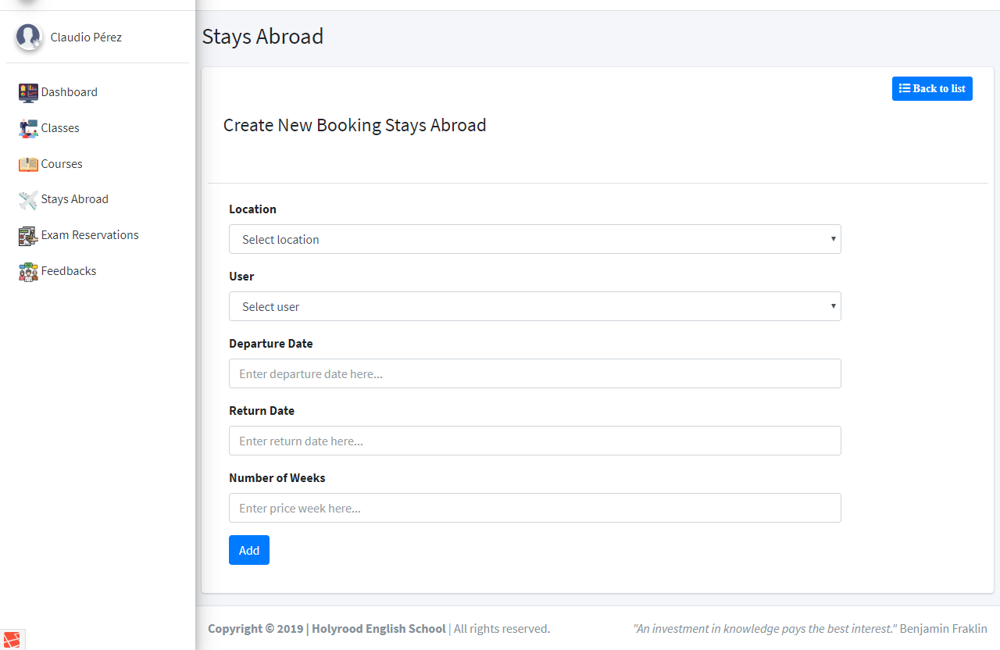 Claudio Pérez
Dashboard
Classes
Courses
Stays Abroad
Exam Reservations
Feedbacks
Stays Abroad
Back to list
Create New Booking Stays Abroad
Location
Select location
User
Select user
Departure Date
Enter departure date here...
Return Date
Enter return date here...
Number of Weeks
Enter price week here...
Add
Copyright © 2019 | Holyrood English School | All rights reserved.
"An investment in knowledge pays the best interest." Benjamin Fraklin